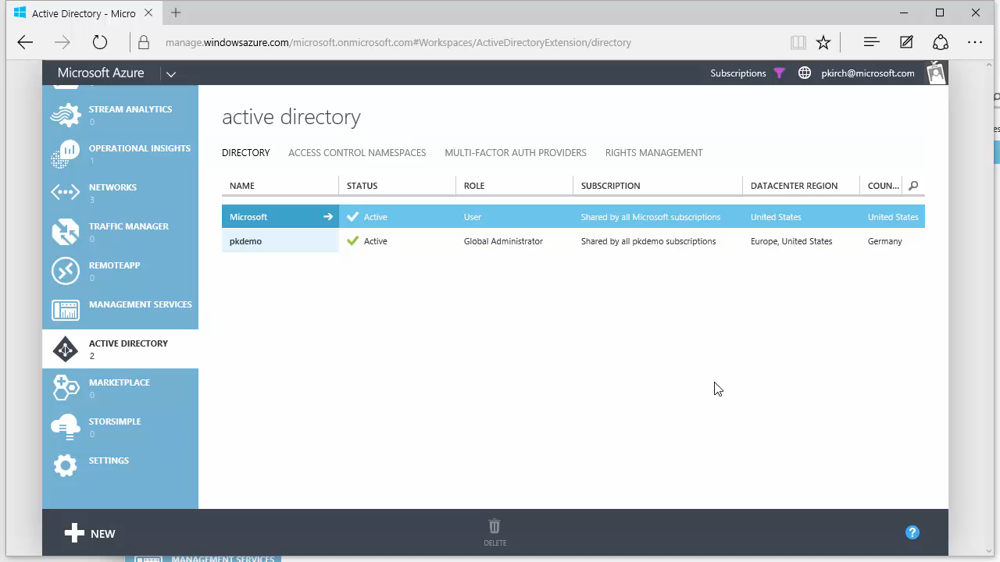 Active Directory - Micro
manage.windowsazure.com/microsoft.onmicrosoft.com#Workspaces/ActiveDirectoryExtension/directory
Microsoft Azure
Subscriptions
pkirch@microsoft.com
STREAM ANALYTICS
0
OPERATIONAL INSIGHTS
1
NETWORKS
3
TRAFFIC MANAGER
0
REMOTEAPP
0
MANAGEMENT SERVICES
ACTIVE DIRECTORY
2
MARKETPLACE
0
STORSIMPLE
0
SETTINGS
active directory
DIRECTORY ACCESS CONTROL NAMESPACES MULTI-FACTOR AUTH PROVIDERS RIGHTS MANAGEMENT
NAME STATUS ROLE SUBSCRIPTION DATACENTER REGION COUN...
Microsoft Active User Shared by all Microsoft subscriptions United States United States
pkdemo Active Global Administrator Shared by all pkdemo subscriptions Europe, United States Germany
NEW
DELETE
?
MANAGEMENT SERVICES